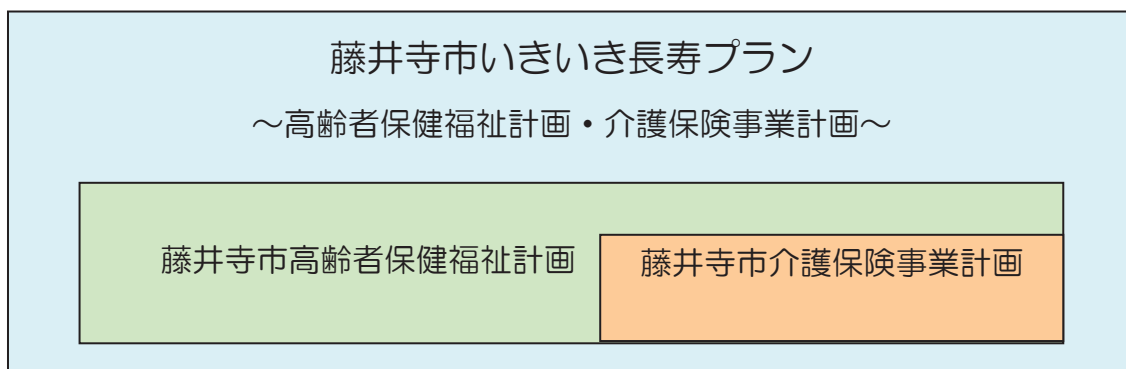 藤井寺市いきいき長寿プラン
～高齢者保健福祉計画・介護保険事業計画～
藤井寺市高齢者保健福祉計画
藤井寺市介護保険事業計画